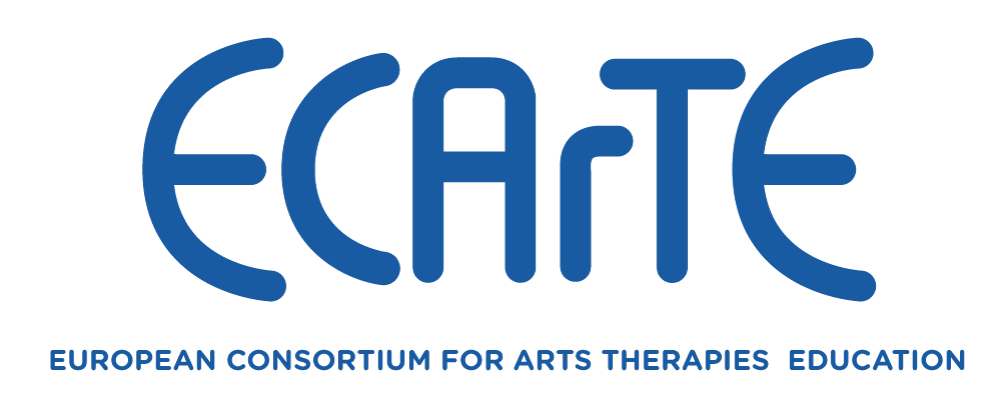 ECArTE
EUROPEAN CONSORTIUM FOR ARTS THERAPIES EDUCATION